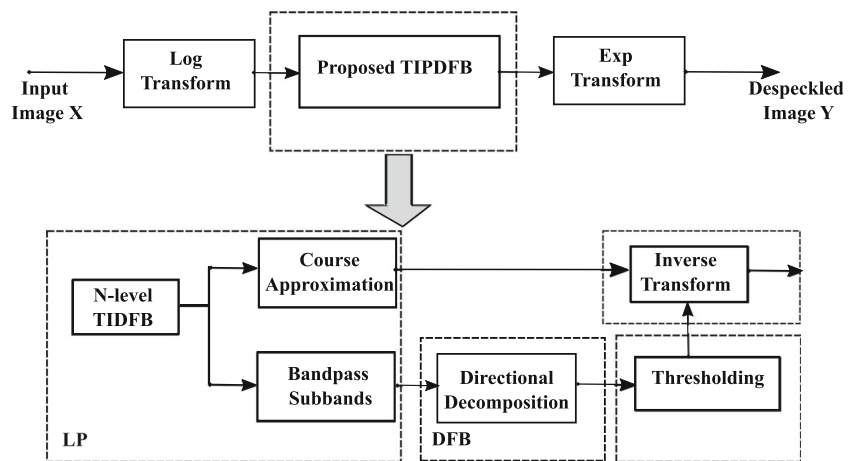 Input
Image X
Log
Transform
Proposed TIPDFB
Exp
Transform
Despeckled
Image Y
N-level
TIDFB
Course
Approximation
Bandpass
Subbands
LP
Directional
Decomposition
DFB
Inverse
Transform
Thresholding